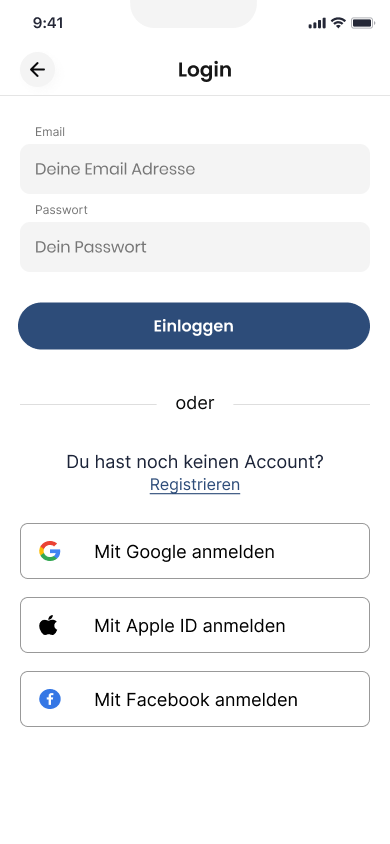 9:41
Login
Email
Deine Email Adresse
Passwort
Dein Passwort
Einloggen
oder
Du hast noch keinen Account?
Registrieren
Mit Google anmelden
Mit Apple ID anmelden
Mit Facebook anmelden